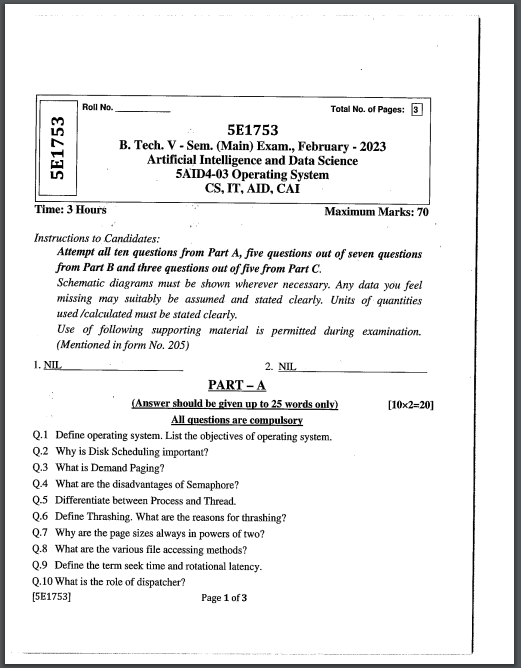 5E1753
Roll No. ____________
Total No. of Pages: 3
5E1753
B. Tech. V - Sem. (Main) Exam., February - 2023
Artificial Intelligence and Data Science
5AID4-03 Operating System
CS, IT, AID, CAI
Time: 3 Hours
Maximum Marks: 70
Instructions to Candidates:
Attempt all ten questions from Part A, five questions out of seven questions
from Part B and three questions out of five from Part C.
Schematic diagrams must be shown wherever necessary. Any data you feel
missing may suitably be assumed and stated clearly. Units of quantities
used /calculated must be stated clearly.
Use of following supporting material is permitted during examination.
(Mentioned in form No. 205)
1. NIL
2. NIL
PART – A
(Answer should be given up to 25 words only) [10×2=20]
All questions are compulsory
Q.1 Define operating system. List the objectives of operating system.
Q.2 Why is Disk Scheduling important?
Q.3 What is Demand Paging?
Q.4 What are the disadvantages of Semaphore?
Q.5 Differentiate between Process and Thread.
Q.6 Define Thrashing. What are the reasons for thrashing?
Q.7 Why are the page sizes always in powers of two?
Q.8 What are the various file accessing methods?
Q.9 Define the term seek time and rotational latency.
Q.10 What is the role of dispatcher?
[5E1753] Page 1 of 3